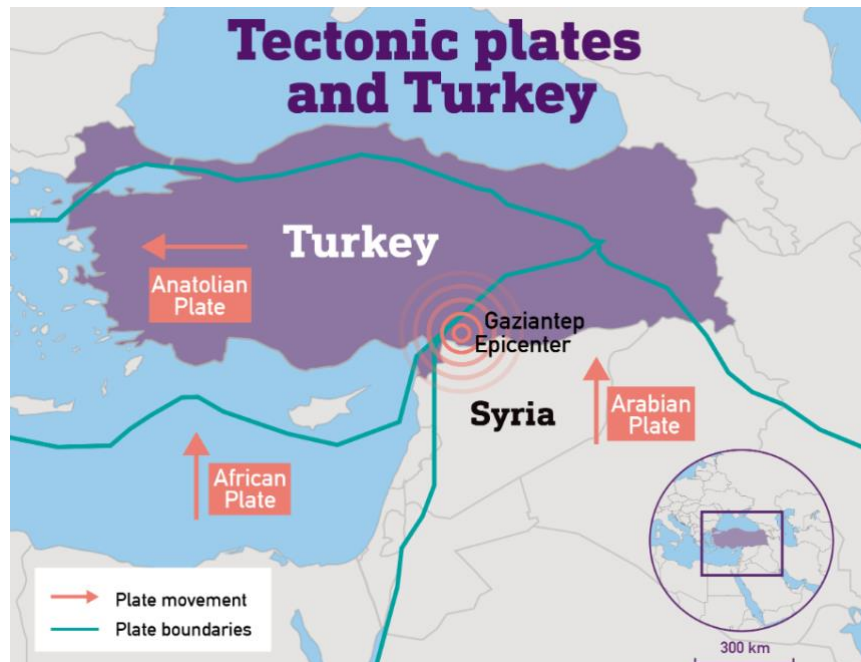 Tectonic plates
and Turkey
Turkey
Anatolian
Plate
Gaziantep
Epicenter
Syria
Arabian
Plate
African
Plate
Plate movement
Plate boundaries
300 km